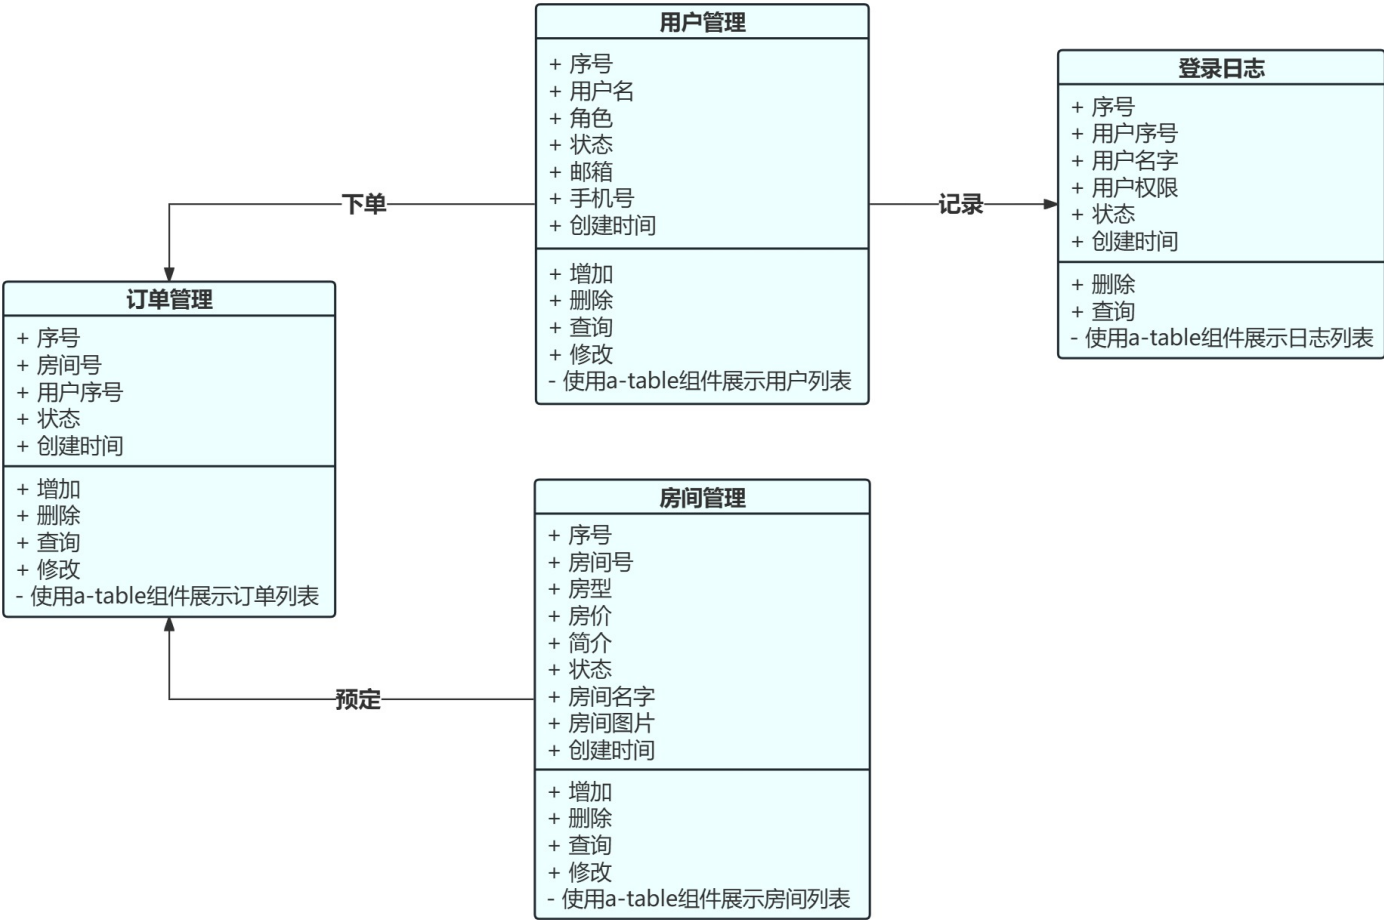 用户管理
+ 序号
+ 用户名
+ 角色
+ 状态
+ 邮箱
+ 手机号
+ 创建时间
+ 增加
+ 删除
+ 查询
+ 修改
- 使用a-table组件展示用户列表
记录
登录日志
+ 序号
+ 用户序号
+ 用户名字
+ 用户权限
+ 状态
+ 创建时间
+ 删除
+ 查询
- 使用a-table组件展示日志列表
下单
订单管理
+ 序号
+ 房间号
+ 用户序号
+ 状态
+ 创建时间
+ 增加
+ 删除
+ 查询
+ 修改
- 使用a-table组件展示订单列表
预定
房间管理
+ 序号
+ 房间号
+ 房型
+ 房价
+ 简介
+ 状态
+ 房间名字
+ 房间图片
+ 创建时间
+ 增加
+ 删除
+ 查询
+ 修改
- 使用a-table组件展示房间列表